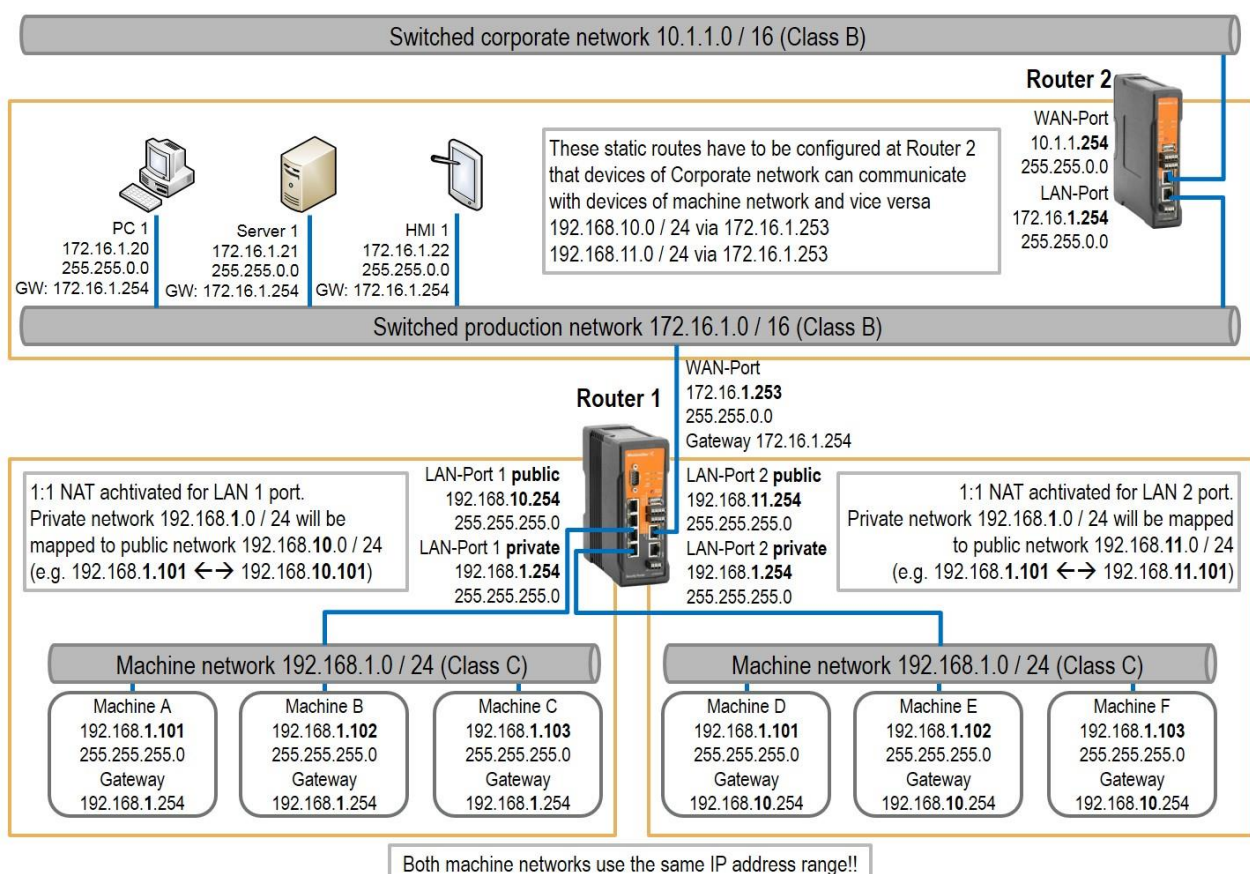 Switched corporate network 10.1.1.0 / 16 (Class B)
Router 2
WAN-Port
10.1.1.254
255.255.0.0
LAN-Port
172.16.1.254
255.255.0.0
These static routes have to be configured at Router 2
that devices of Corporate network can communicate
with devices of machine network and vice versa
192.168.10.0 / 24 via 172.16.1.253
192.168.11.0 / 24 via 172.16.1.253
PC 1
172.16.1.20
255.255.0.0
GW: 172.16.1.254
Server 1
172.16.1.21
255.255.0.0
GW: 172.16.1.254
HMI 1
172.16.1.22
255.255.0.0
GW: 172.16.1.254
Switched production network 172.16.1.0 / 16 (Class B)
WAN-Port
172.16.1.253
255.255.0.0
Gateway 172.16.1.254
Router 1
1:1 NAT achtivated for LAN 1 port.
Private network 192.168.1.0 / 24 will be
mapped to public network 192.168.10.0 / 24
(e.g. 192.168.1.101 ←→ 192.168.10.101)
LAN-Port 1 public
192.168.10.254
255.255.255.0
LAN-Port 1 private
192.168.1.254
255.255.255.0
LAN-Port 2 public
192.168.11.254
255.255.255.0
LAN-Port 2 private
192.168.1.254
255.255.255.0
1:1 NAT achtivated for LAN 2 port.
Private network 192.168.1.0 / 24 will be mapped
to public network 192.168.11.0 / 24
(e.g. 192.168.1.101 ←→ 192.168.11.101)
Machine network 192.168.1.0 / 24 (Class C)
Machine A
192.168.1.101
255.255.255.0
Gateway
192.168.1.254
Machine B
192.168.1.102
255.255.255.0
Gateway
192.168.1.254
Machine C
192.168.1.103
255.255.255.0
Gateway
192.168.1.254
Machine network 192.168.1.0 / 24 (Class C)
Machine D
192.168.1.101
255.255.255.0
Gateway
192.168.10.254
Machine E
192.168.1.102
255.255.255.0
Gateway
192.168.10.254
Machine F
192.168.1.103
255.255.255.0
Gateway
192.168.10.254
Both machine networks use the same IP address range!!